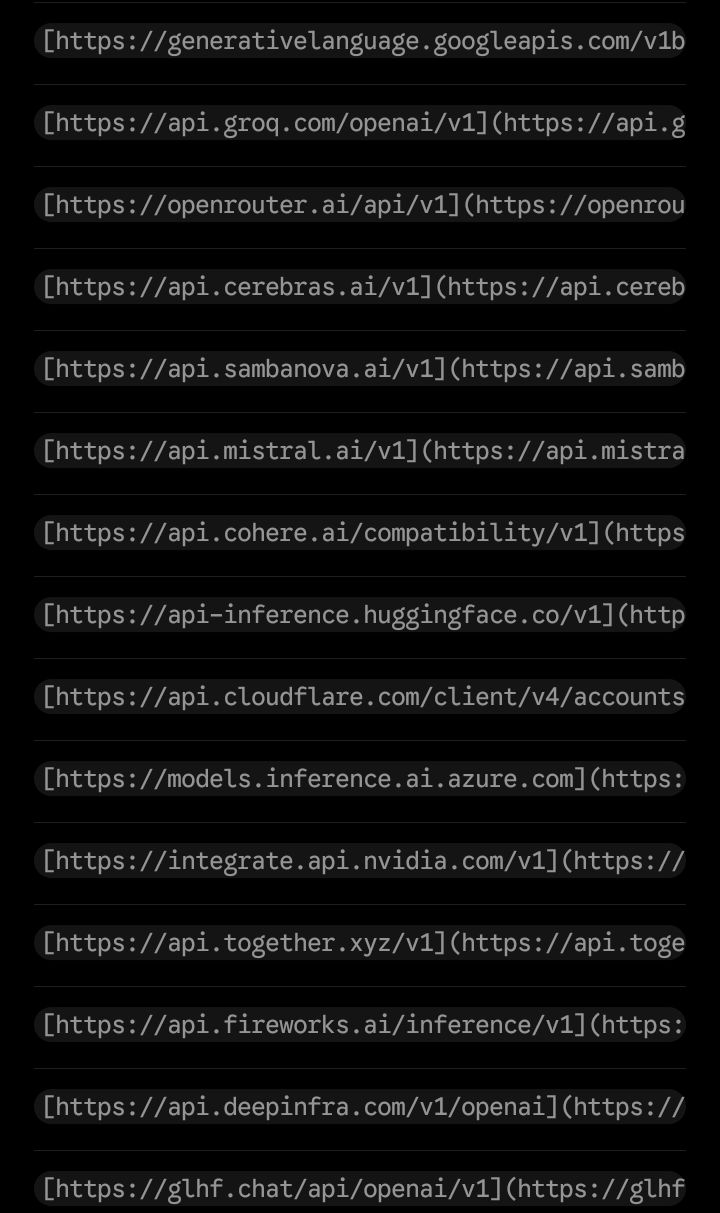 [https://generativelanguage.googleapis.com/v1b
[https://api.groq.com/openai/v1](https://api.g
[https://openrouter.ai/api/v1](https://openrou
[https://api.cerebras.ai/v1](https://api.cereb
[https://api.sambanova.ai/v1](https://api.samb
[https://api.mistral.ai/v1](https://api.mistra
[https://api.cohere.ai/compatibility/v1](https
[https://api-inference.huggingface.co/v1](http
[https://api.cloudflare.com/client/v4/accounts
[https://models.inference.ai.azure.com](https:
[https://integrate.api.nvidia.com/v1](https://
[https://api.together.xyz/v1](https://api.toge
[https://api.fireworks.ai/inference/v1](https:
[https://api.deepinfra.com/v1/openai](https://
[https://glhf.chat/api/openai/v1](https://glhf